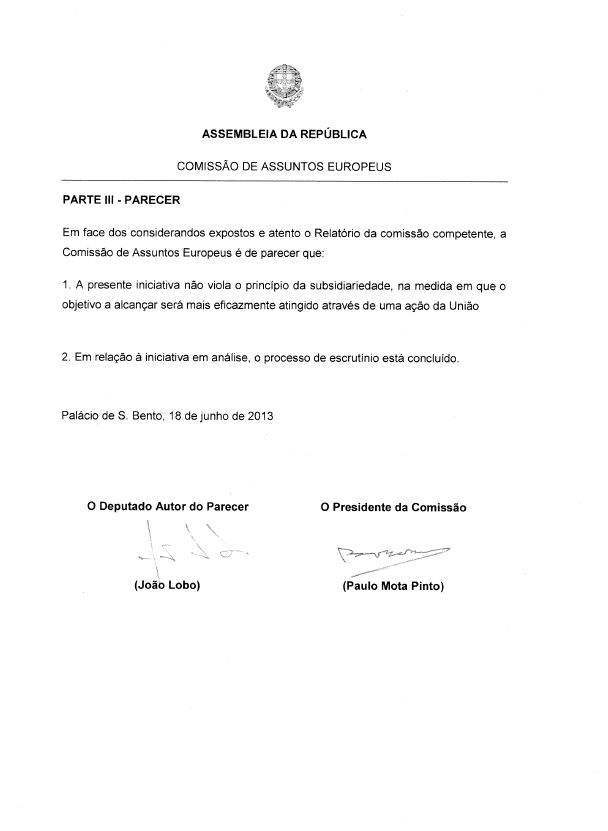 ASSEMBLEIA DA REPÚBLICA
COMISSÃO DE ASSUNTOS EUROPEUS
PARTE III - PARECER
Em face dos considerandos expostos e atento o Relatório da comissão competente, a
Comissão de Assuntos Europeus é de parecer que:
1. A presente iniciativa não viola o princípio da subsidiariedade, na medida em que o
objetivo a alcançar será mais eficazmente atingido através de uma ação da União
2. Em relação à iniciativa em análise, o processo de escrutínio está concluído.
Palácio de S. Bento, 18 de junho de 2013
O Deputado Autor do Parecer
O Presidente da Comissão
(João Lobo)
(Paulo Mota Pinto)